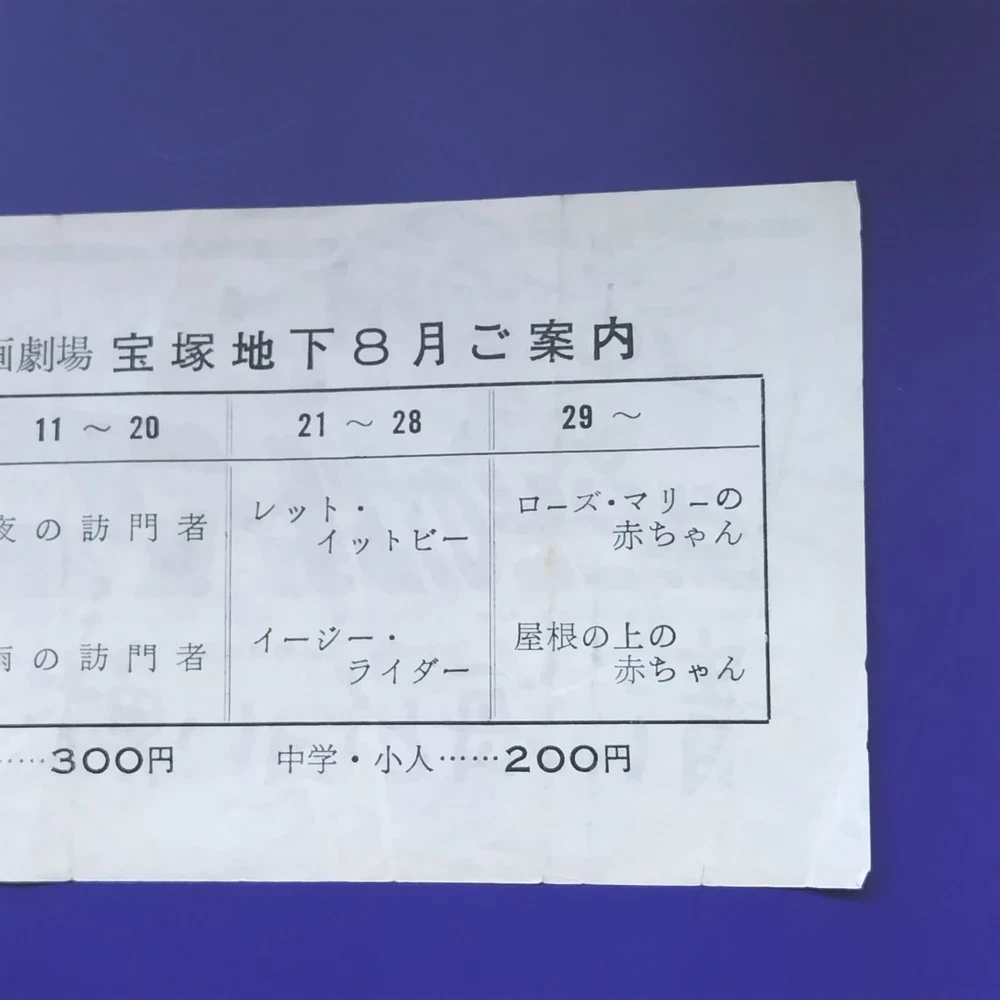 画劇場 宝塚地下8月ご案内
11 ～ 20
21 ～ 28
29 ～
夜の訪門者
レット・
イットビー
ローズ・マリーの
赤ちゃん
雨の訪門者
イージー・
ライダー
屋根の上の
赤ちゃん
……300円
中学・小人……200円